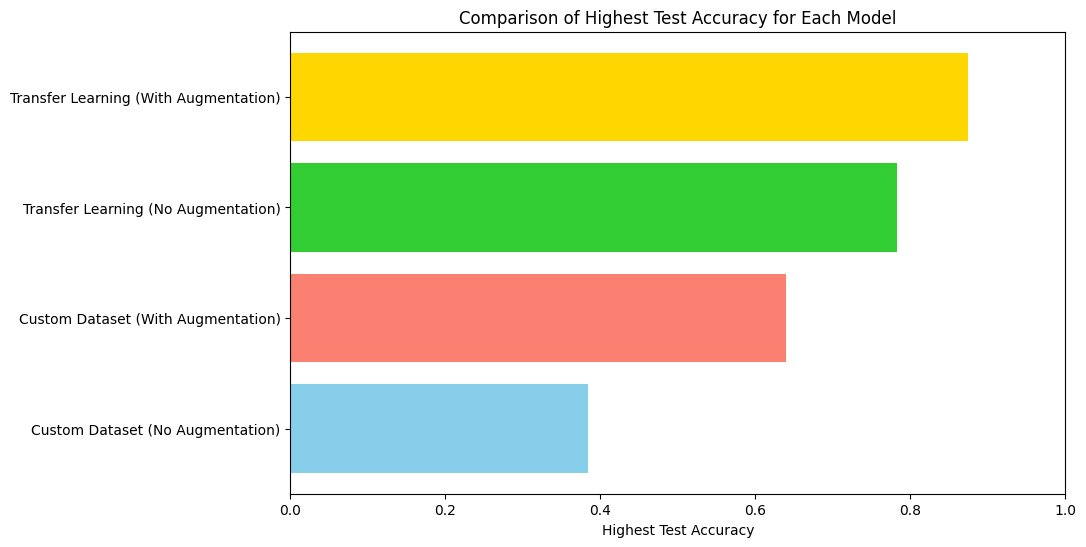 Comparison of Highest Test Accuracy for Each Model
Transfer Learning (With Augmentation)
Transfer Learning (No Augmentation)
Custom Dataset (With Augmentation)
Custom Dataset (No Augmentation)
0.0 0.2 0.4 0.6 0.8 1.0
Highest Test Accuracy